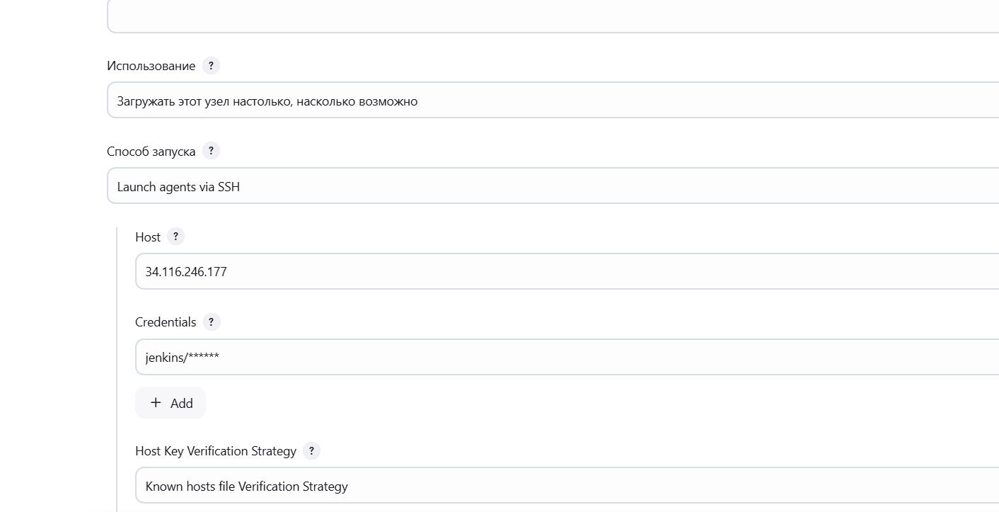 Использование ?
Загружать этот узел настолько, насколько возможно
Способ запуска ?
Launch agents via SSH
Host ?
34.116.246.177
Credentials ?
jenkins/******
+ Add
Host Key Verification Strategy ?
Known hosts file Verification Strategy